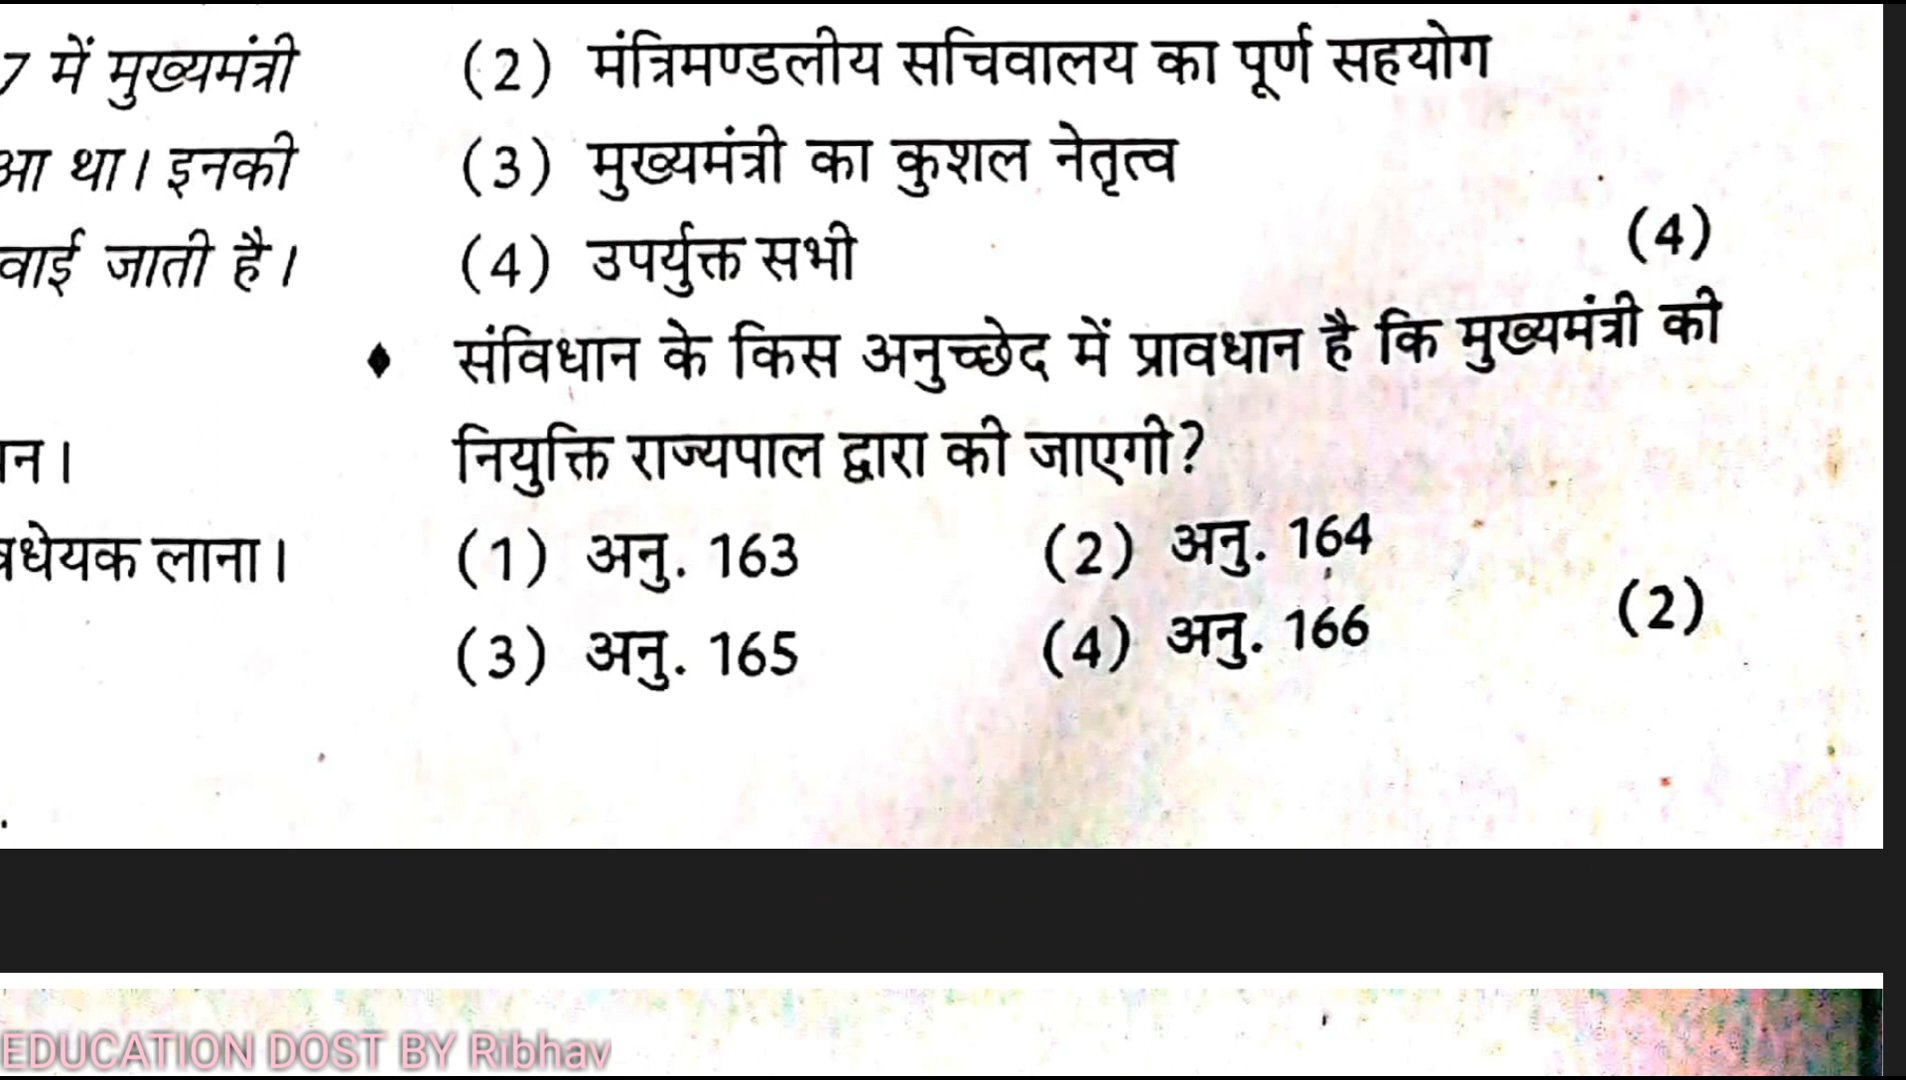 7 में मुख्यमंत्री
आ था। इनकी
वाई जाती है।
न।
धेयक लाना।
(2) मंत्रिमण्डलीय सचिवालय का पूर्ण सहयोग
(3) मुख्यमंत्री का कुशल नेतृत्व
(4) उपर्युक्त सभी (4)
♦ संविधान के किस अनुच्छेद में प्रावधान है कि मुख्यमंत्री की
नियुक्ति राज्यपाल द्वारा की जाएगी?
(1) अनु. 163 (2) अनु. 164
(3) अनु. 165 (4) अनु. 166 (2)
EDUCATION DOST BY Ribhav